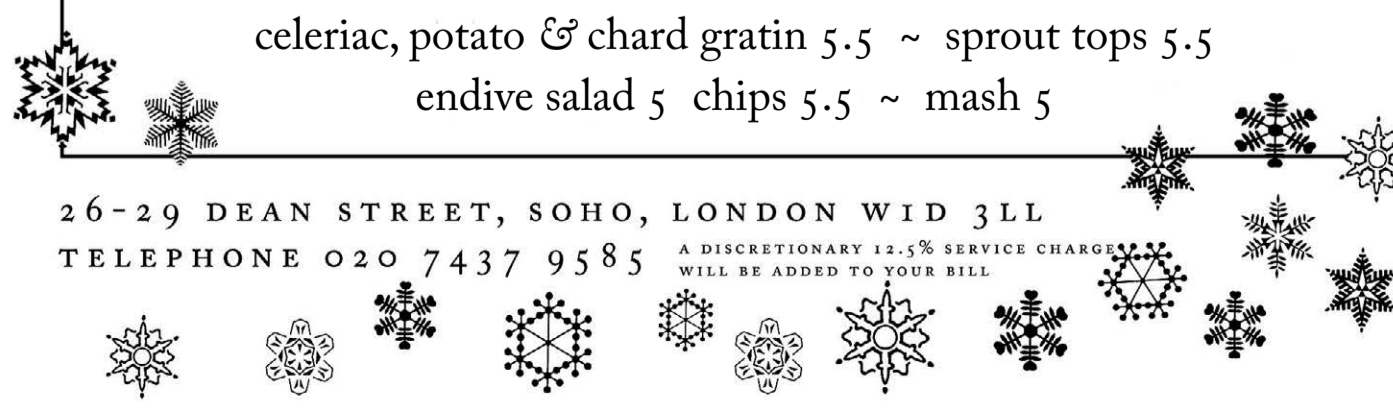 celeriac, potato & chard gratin 5.5 ~ sprout tops 5.5
endive salad 5 chips 5.5 ~ mash 5
26-29 DEAN STREET, SOHO, LONDON W1D 3LL
TELEPHONE 020 7437 9585
A DISCRETIONARY 12.5% SERVICE CHARGE
WILL BE ADDED TO YOUR BILL